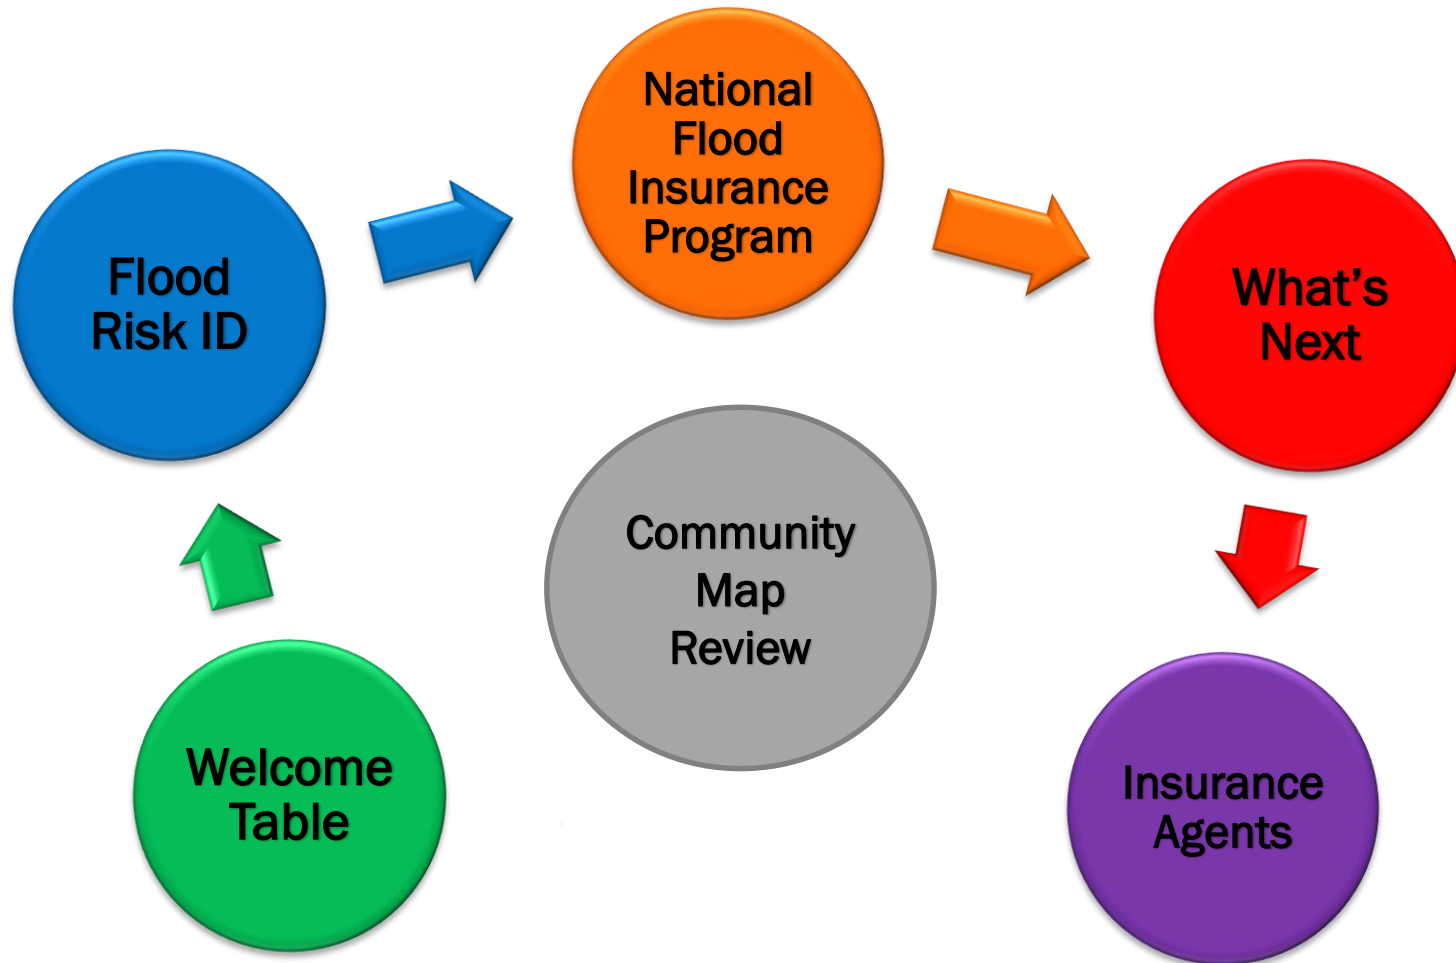 National
Flood
Insurance
Program
Flood
Risk ID
What's
Next
Community
Map
Review
Welcome
Table
Insurance
Agents